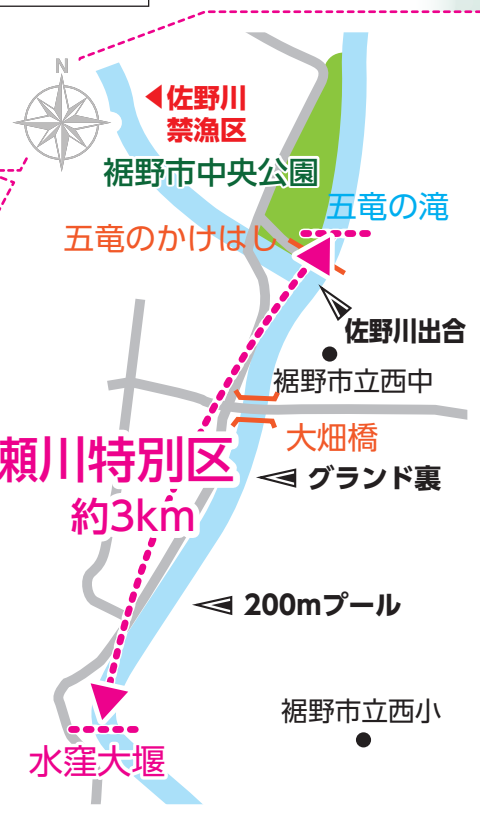 N
佐野川
禁漁区
裾野市中央公園
五竜の滝
五竜のかけはし
佐野川出合
裾野市立西中
大畑橋
瀬川特別区
約3km
グランド裏
200mプール
裾野市立西小
水窪大堰